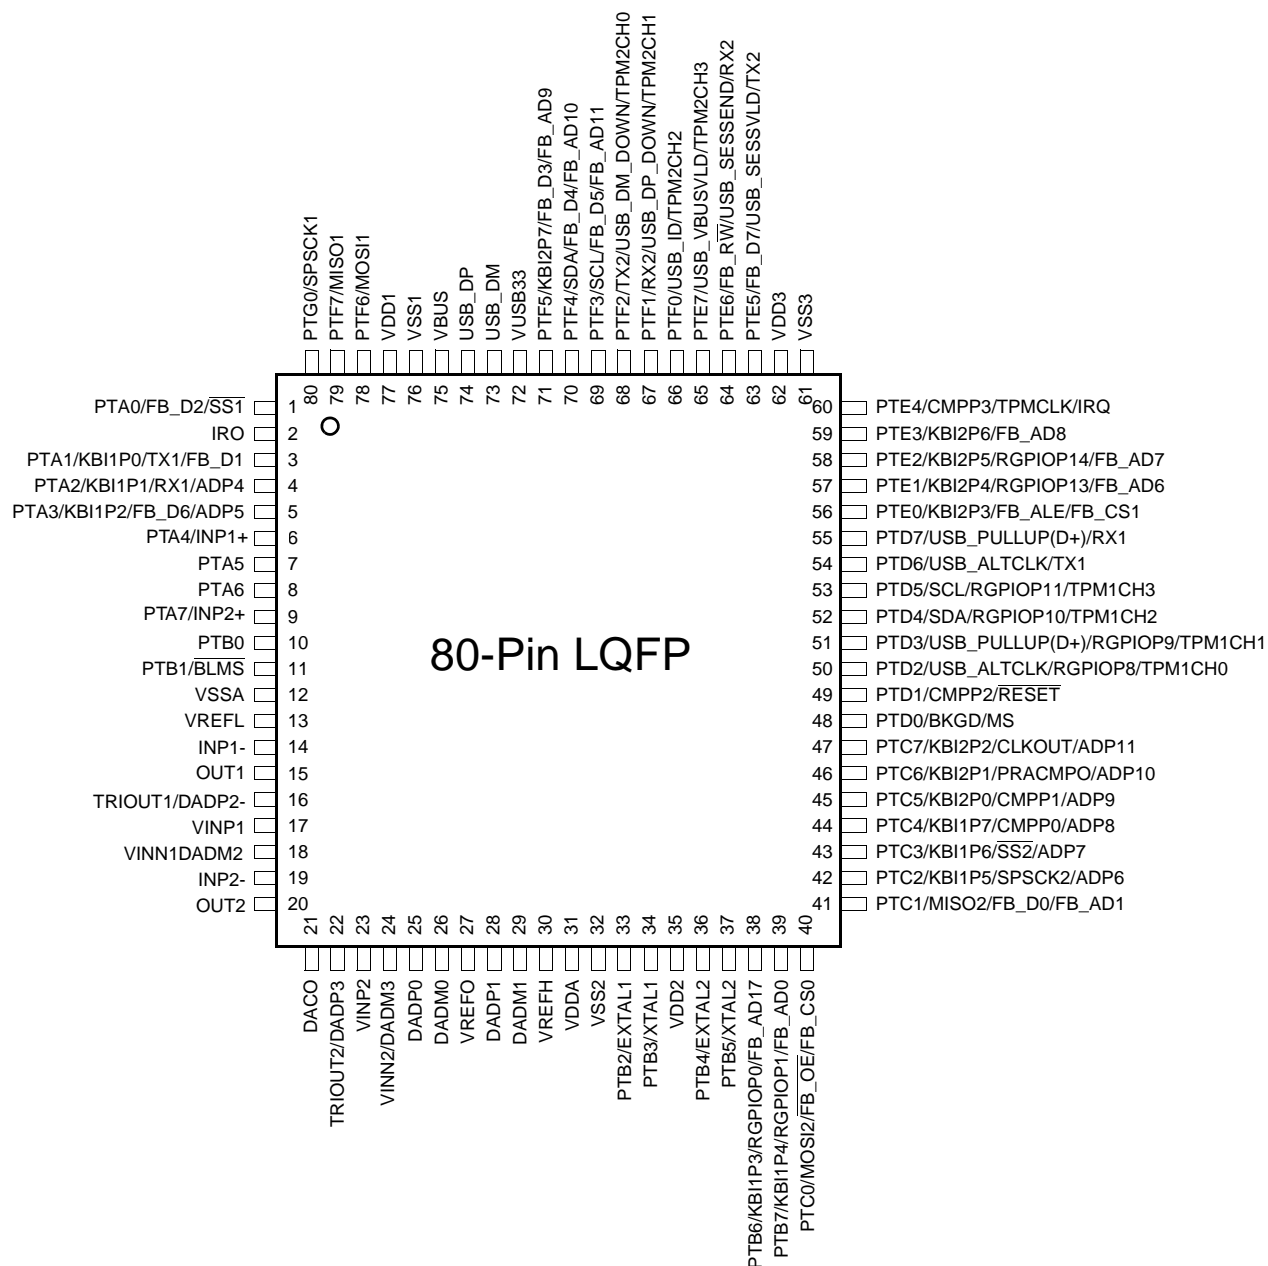 PTG0/SPSCK1
PTF7/MISO1
PTF6/MOSI1
VDD1
VSS1
VBUS
USB_DP
USB_DM
VUSB33
PTF5/KBI2P7/FB_D3/FB_AD9
PTF4/SDA/FB_D4/FB_AD10
PTF3/SCL/FB_D5/FB_AD11
PTF2/TX2/USB_DM_DOWN/TPM2CH0
PTF1/RX2/USB_DP_DOWN/TPM2CH1
PTF0/USB_ID/TPM2CH2
PTE7/USB_VBUSVLD/TPM2CH3
PTE6/FB_RW/USB_SESSEND/RX2
PTE5/FB_D7/USB_SESSVLD/TX2
VDD3
VSS3
80
79
78
77
76
75
74
73
72
71
70
69
68
67
66
65
64
63
62
61
PTA0/FB_D2/SS1 1
IRO 2
PTA1/KBI1P0/TX1/FB_D1 3
PTA2/KBI1P1/RX1/ADP4 4
PTA3/KBI1P2/FB_D6/ADP5 5
PTA4/INP1+ 6
PTA5 7
PTA6 8
PTA7/INP2+ 9
PTB0 10
PTB1/BLMS 11
VSSA 12
VREFL 13
INP1- 14
OUT1 15
TRIOUT1/DADP2- 16
VINP1 17
VINN1DADM2 18
INP2- 19
OUT2 20
80-Pin LQFP
60 PTE4/CMPP3/TPMCLK/IRQ
59 PTE3/KBI2P6/FB_AD8
58 PTE2/KBI2P5/RGPIOP14/FB_AD7
57 PTE1/KBI2P4/RGPIOP13/FB_AD6
56 PTE0/KBI2P3/FB_ALE/FB_CS1
55 PTD7/USB_PULLUP(D+)/RX1
54 PTD6/USB_ALTCLK/TX1
53 PTD5/SCL/RGPIOP11/TPM1CH3
52 PTD4/SDA/RGPIOP10/TPM1CH2
51 PTD3/USB_PULLUP(D+)/RGPIOP9/TPM1CH1
50 PTD2/USB_ALTCLK/RGPIOP8/TPM1CH0
49 PTD1/CMPP2/RESET
48 PTD0/BKGD/MS
47 PTC7/KBI2P2/CLKOUT/ADP11
46 PTC6/KBI2P1/PRACMPO/ADP10
45 PTC5/KBI2P0/CMPP1/ADP9
44 PTC4/KBI1P7/CMPP0/ADP8
43 PTC3/KBI1P6/SS2/ADP7
42 PTC2/KBI1P5/SPSCK2/ADP6
41 PTC1/MISO2/FB_D0/FB_AD1
21
22
23
24
25
26
27
28
29
30
31
32
33
34
35
36
37
38
39
40
DACO
TRIOUT2/DADP3
VINP2
VINN2/DADM3
DADP0
DADM0
VREFO
DADP1
DADM1
VREFH
VDDA
VSS2
PTB2/EXTAL1
PTB3/XTAL1
VDD2
PTB4/EXTAL2
PTB5/XTAL2
PTB6/KBI1P3/RGPIOP0/FB_AD17
PTB7/KBI1P4/RGPIOP1/FB_AD0
PTC0/MOSI2/FB_OE/FB_CS0